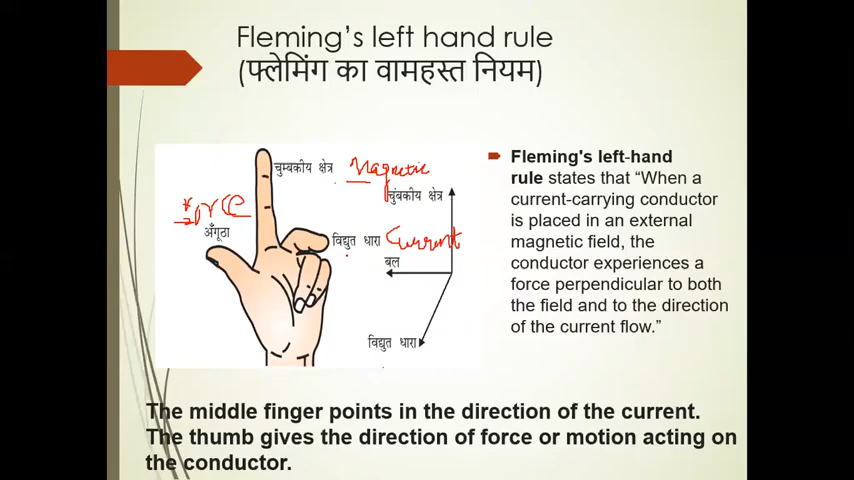 Fleming's left hand rule
(फ्लेमिंग का वामहस्त नियम)
चुम्बकीय क्षेत्र Magnetic
चुंबकीय क्षेत्र
Force
अँगूठा
विद्युत धारा Current
बल
विद्युत धारा
Fleming's left-hand
rule states that “When a
current-carrying conductor
is placed in an external
magnetic field, the
conductor experiences a
force perpendicular to both
the field and to the direction
of the current flow.”
The middle finger points in the direction of the current.
The thumb gives the direction of force or motion acting on
the conductor.